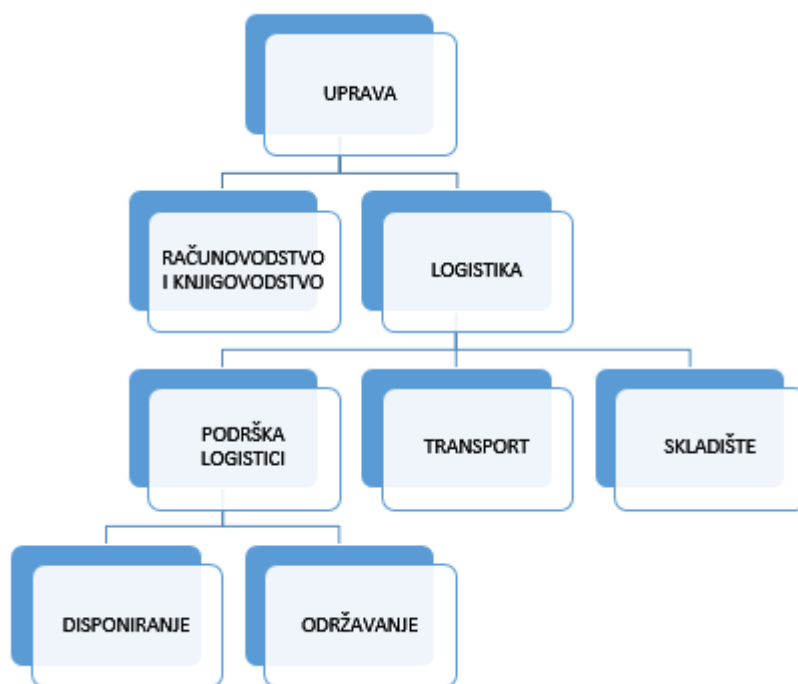 UPRAVA
RAČUNOVODSTVO
I KNJIGOVODSTVO
LOGISTIKA
PODRŠKA
LOGISTICI
TRANSPORT
SKLADIŠTE
DISPONIRANJE
ODRŽAVANJE